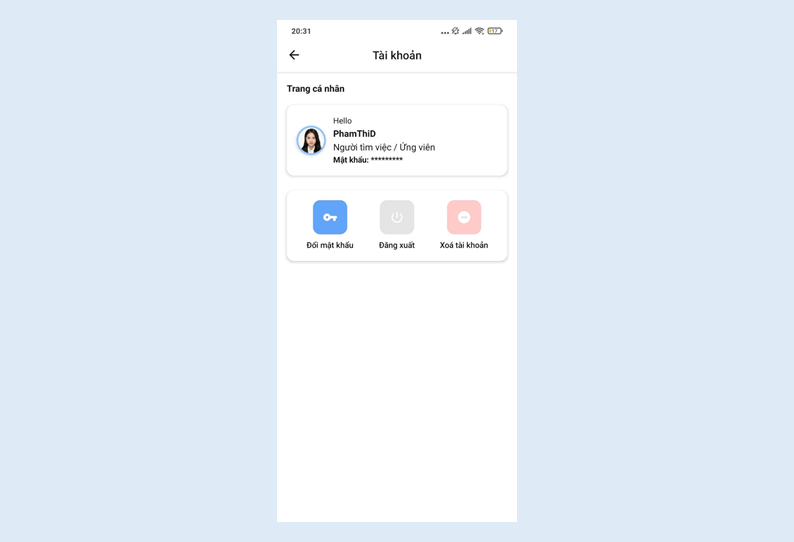 20:31
17
Tài khoản
Trang cá nhân
Hello
PhamThiD
Người tìm việc / Ứng viên
Mật khẩu: *********
Đổi mật khẩu
Đăng xuất
Xoá tài khoản